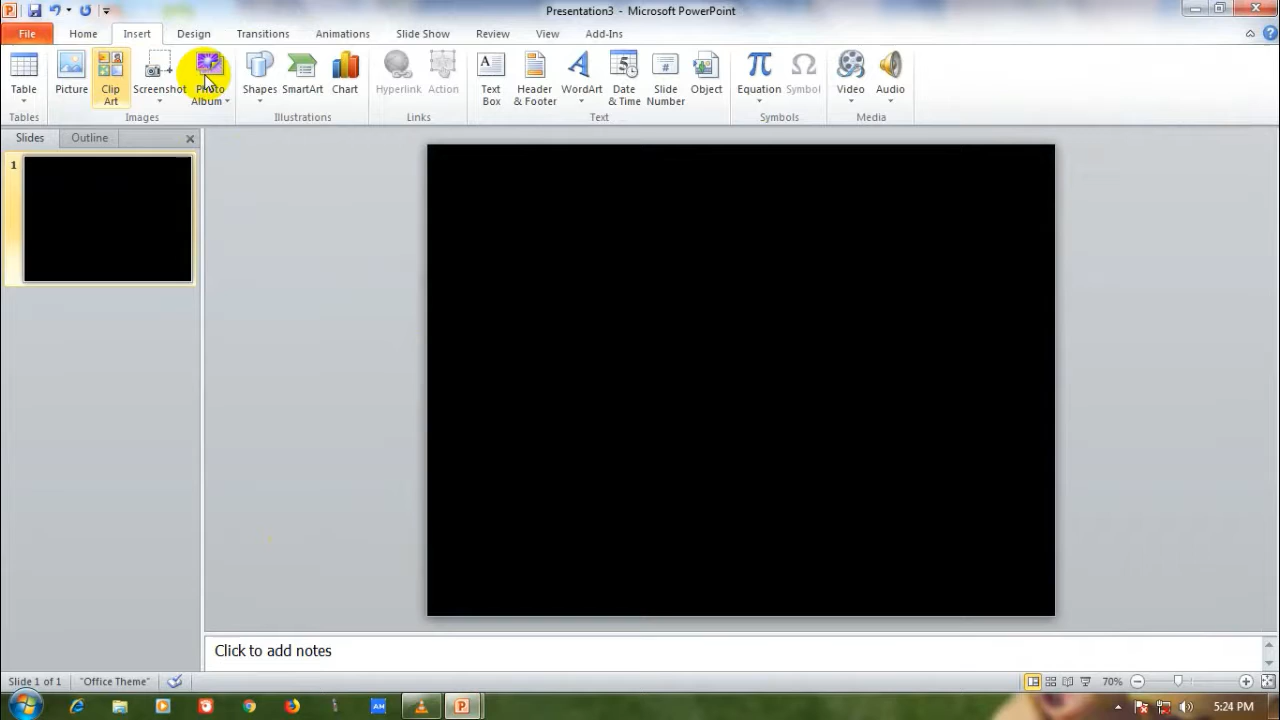 Presentation3 - Microsoft PowerPoint
File Home Insert Design Transitions Animations Slide Show Review View Add-Ins
Table
Picture
Clip Art
Screenshot
Photo Album
Shapes
SmartArt
Chart
Hyperlink
Action
Text Box
Header & Footer
WordArt
Date & Time
Slide Number
Object
Equation
Symbol
Video
Audio
Tables Images Illustrations Links Text Symbols Media
Slides Outline
1
Click to add notes
Slide 1 of 1 "Office Theme" 70%
AM 5:24 PM